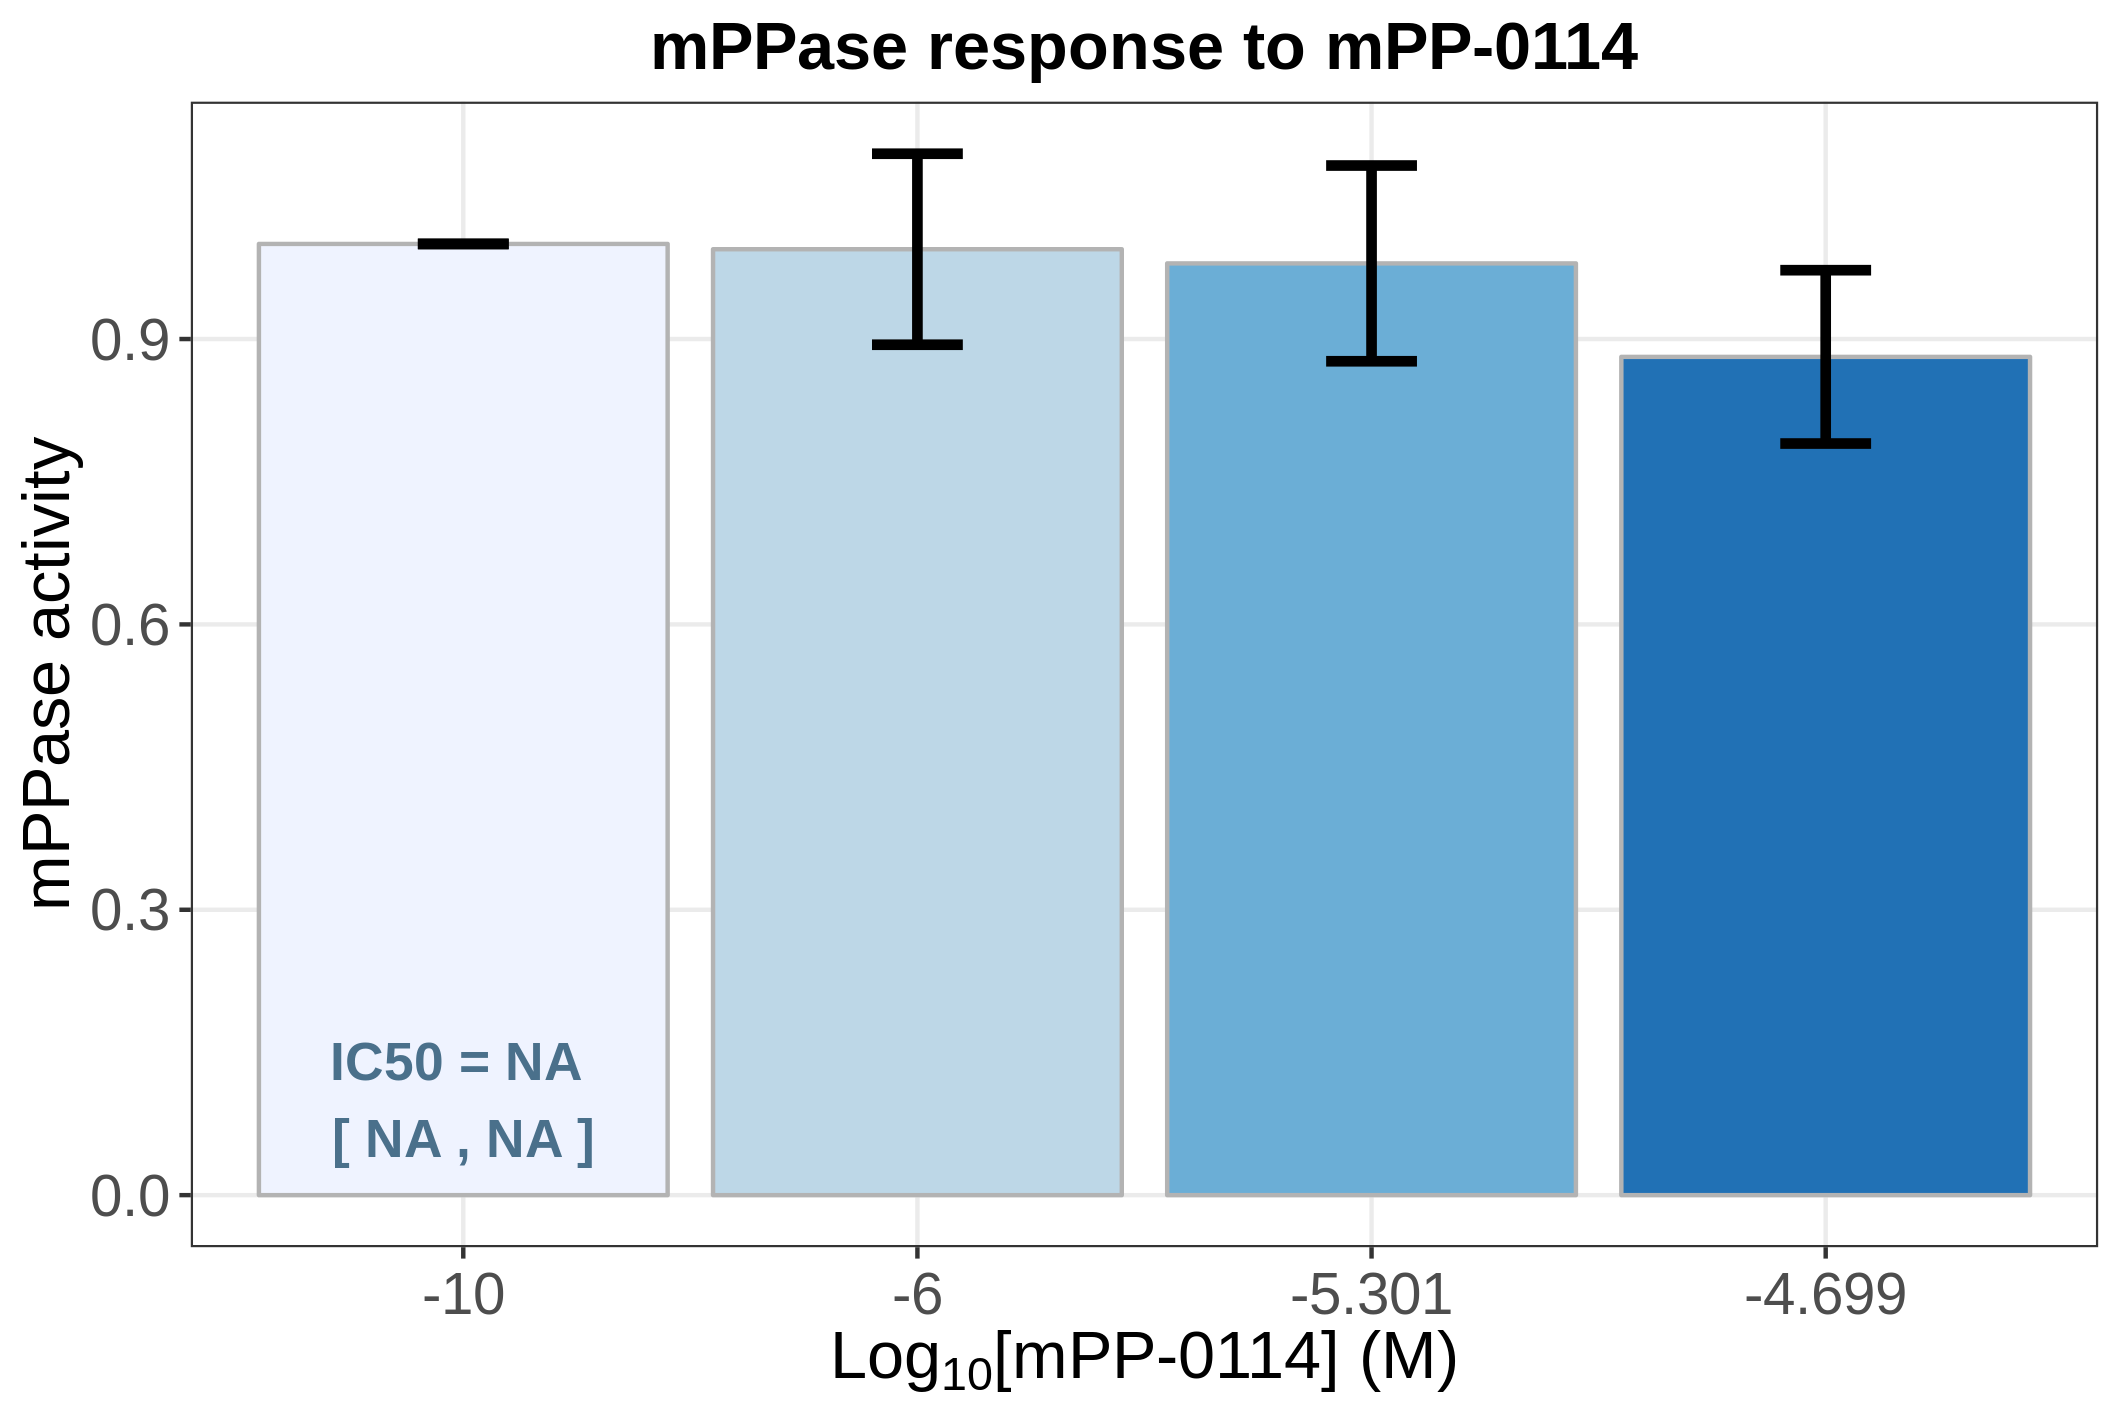 mPPase response to mPP-0114
mPPase activity
0.9
0.6
0.3
0.0
IC50 = NA
[ NA , NA ]
-10
-6
-5.301
-4.699
Log10[mPP-0114] (M)